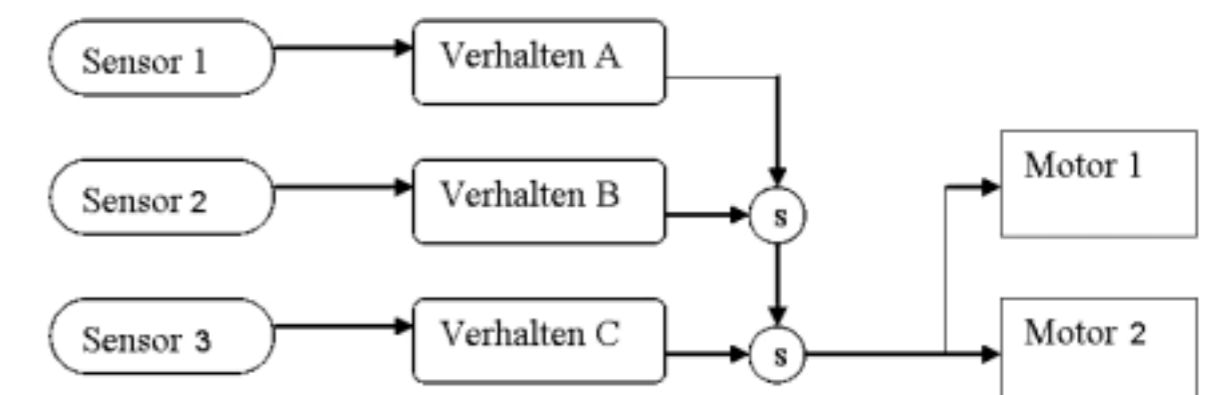 Sensor 1
Verhalten A
Sensor 2
Verhalten B
s
Motor 1
Sensor 3
Verhalten C
s
Motor 2